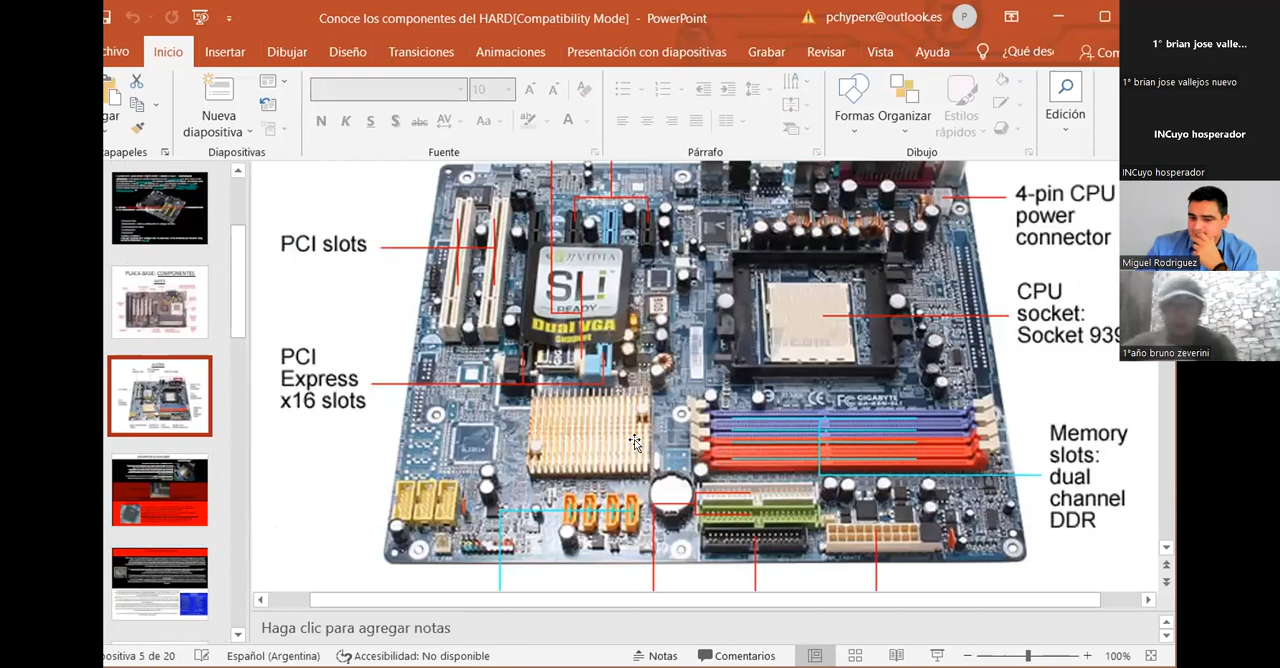 Conoce los componentes del HARD[Compatibility Mode] - PowerPoint
pchyperx@outlook.es
P
chivo
Inicio
Insertar
Dibujar
Diseño
Transiciones
Animaciones
Presentación con diapositivas
Grabar
Revisar
Vista
Ayuda
¿Qué des
Com
gar
Nueva
diapositiva
10
N K S S abc AV Aa A
Formas
Organizar
Estilos
rápidos
Edición
apapeles
Diapositivas
Fuente
Párrafo
Dibujo
1° brian jose valle...
1° brian jose vallejos nuevo
INCuyo hosperador
INCuyo hosperador
Miguel Rodriguez
1°año bruno zeverini
PLACA BASE: COMPONENTES
PCI slots
PCI
Express
x16 slots
4-pin CPU
power
connector
CPU
socket:
Socket 939
Memory
slots:
dual
channel
DDR
NVIDIA
SLI
READY
Dual VGA
Support
GIGABYTE
Haga clic para agregar notas
positiva 5 de 20
Español (Argentina)
Accesibilidad: No disponible
Notas
Comentarios
100%